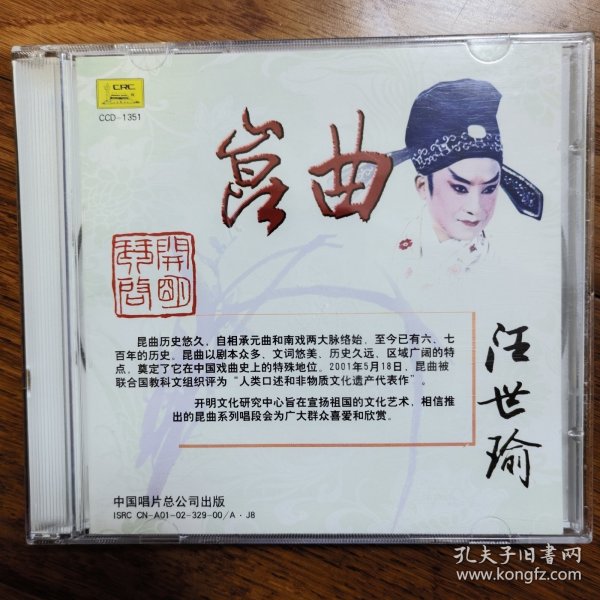 CRC
CCD-1351
崑曲
開明
琴啓
昆曲历史悠久，自相承元曲和南戏两大脉络始，至今已有六、七
百年的历史。昆曲以剧本众多、文词悠美、历史久远、区域广阔的特
点，奠定了它在中国戏曲史上的特殊地位。2001年5月18日，昆曲被
联合国教科文组织评为“人类口述和非物质文化遗产代表作”。
开明文化研究中心旨在宣扬祖国的文化艺术，相信推
出的昆曲系列唱段会为广大群众喜爱和欣赏。
汪世瑜
中国唱片总公司出版
ISRC CN-A01-02-329-00/A·J8
孔夫子旧书网
www.kongfz.com